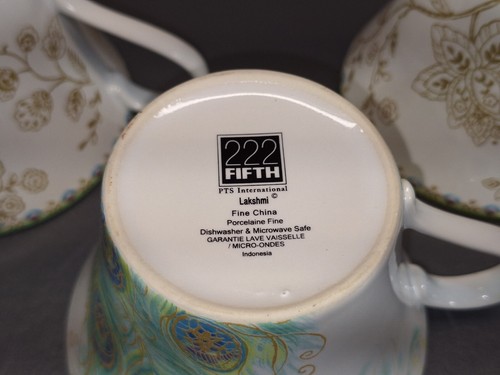 222
FIFTH
PTS International
Lakshmi ©
Fine China
Porcelaine Fine
Dishwasher & Microwave Safe
GARANTIE LAVE VAISSELLE
/ MICRO-ONDES
Indonesia